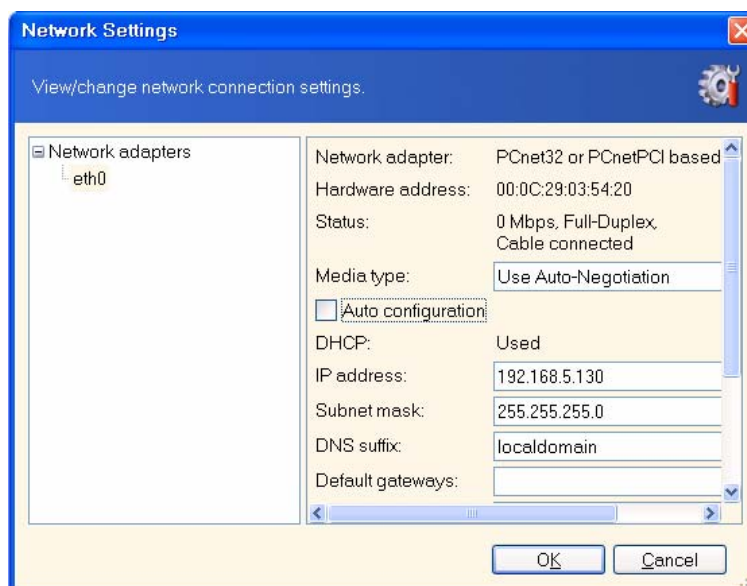 Network Settings
View/change network connection settings.
Network adapters
eth0
Network adapter: PCnet32 or PCnetPCI based
Hardware address: 00:0C:29:03:54:20
Status: 0 Mbps, Full-Duplex,
Cable connected
Media type: Use Auto-Negotiation
Auto configuration
DHCP: Used
IP address: 192.168.5.130
Subnet mask: 255.255.255.0
DNS suffix: localdomain
Default gateways:
OK Cancel